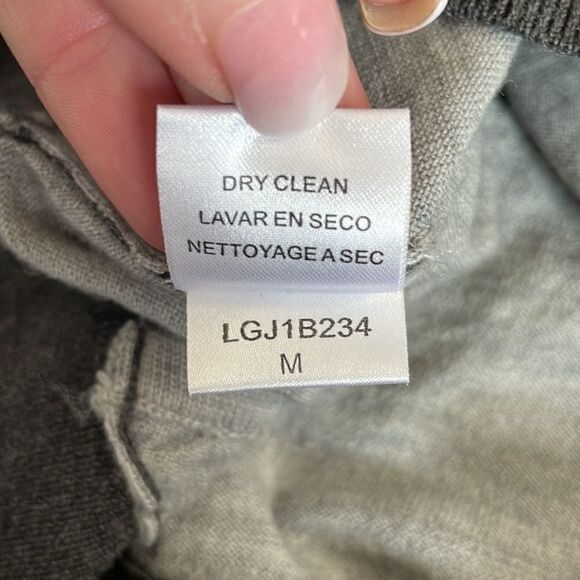 DRY CLEAN
LAVAR EN SECO
NETTOYAGE A SEC
LGJ1B234
M